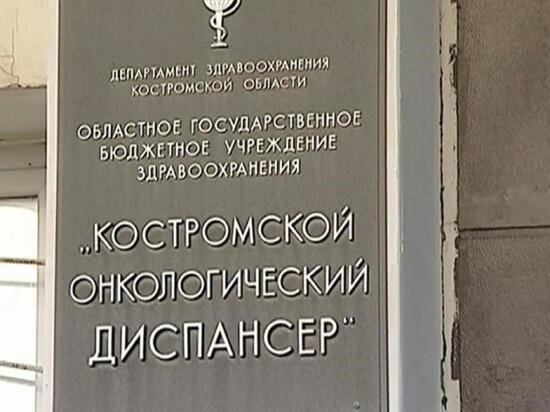 ДЕПАРТАМЕНТ ЗДРАВООХРАНЕНИЯ
КОСТРОМСКОЙ ОБЛАСТИ
ОБЛАСТНОЕ ГОСУДАРСТВЕННОЕ
БЮДЖЕТНОЕ УЧРЕЖДЕНИЕ
ЗДРАВООХРАНЕНИЯ
„КОСТРОМСКОЙ
ОНКОЛОГИЧЕСКИЙ
ДИСПАНСЕР"